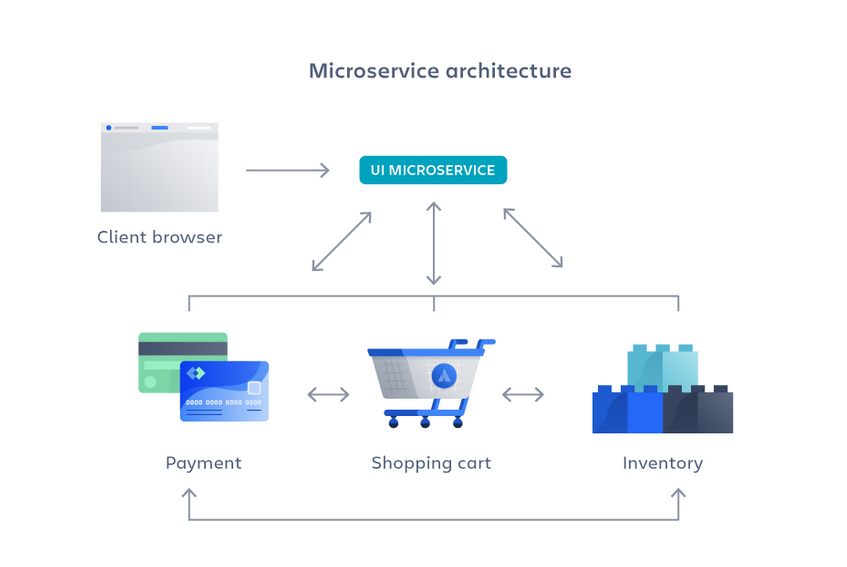 Microservice architecture
UI MICROSERVICE
Client browser
Payment
Shopping cart
Inventory